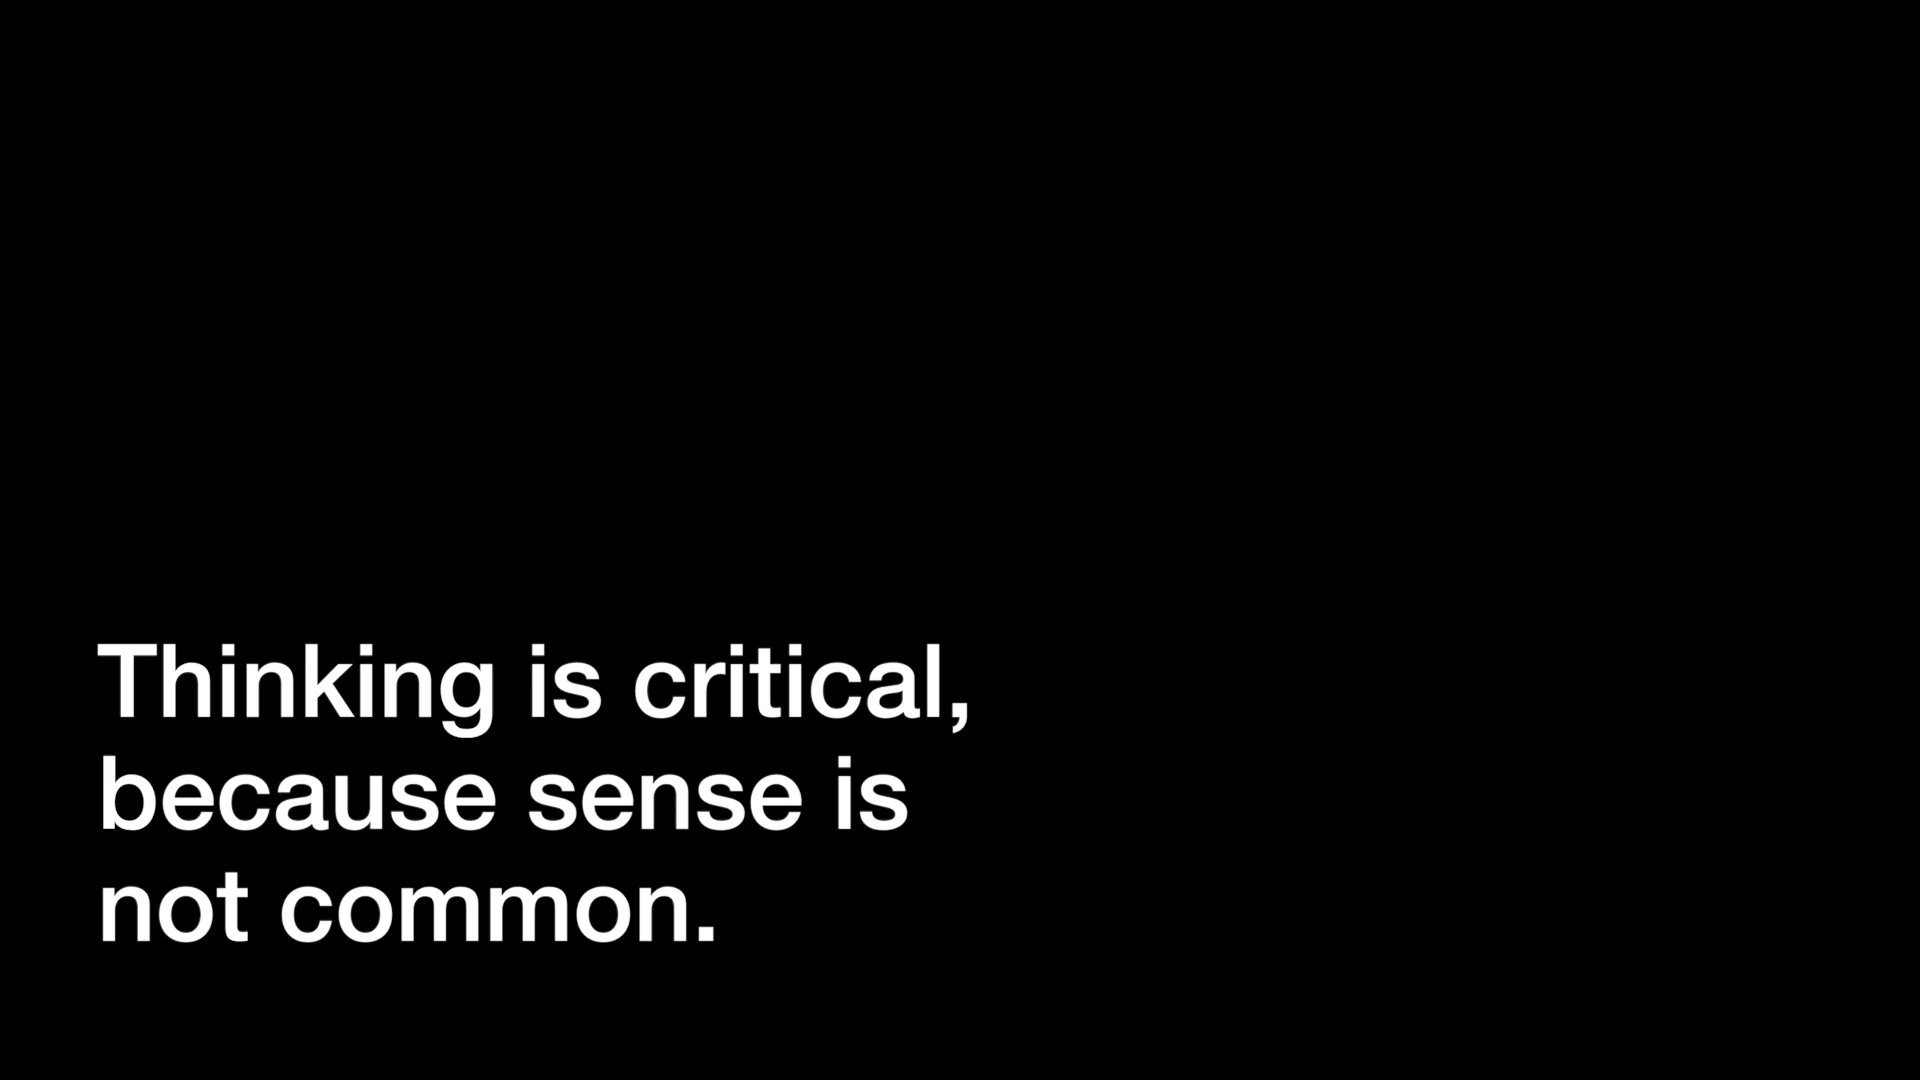 Thinking is critical,
because sense is
not common.